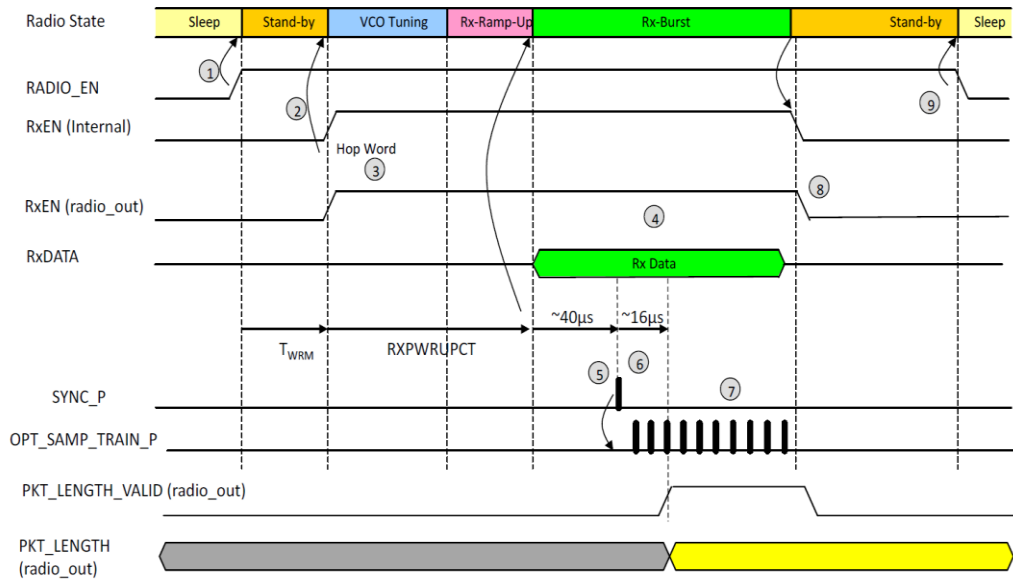 Radio State
Sleep
Stand-by
VCO Tuning
Rx-Ramp-Up
Rx-Burst
Stand-by
Sleep
RADIO_EN
1
9
RxEN (Internal)
2
Hop Word
3
RxEN (radio_out)
8
4
RxDATA
Rx Data
~40µs
~16µs
TWRM
RXPWRUPCT
6
5
7
SYNC_P
OPT_SAMP_TRAIN_P
PKT_LENGTH_VALID (radio_out)
PKT_LENGTH
(radio_out)